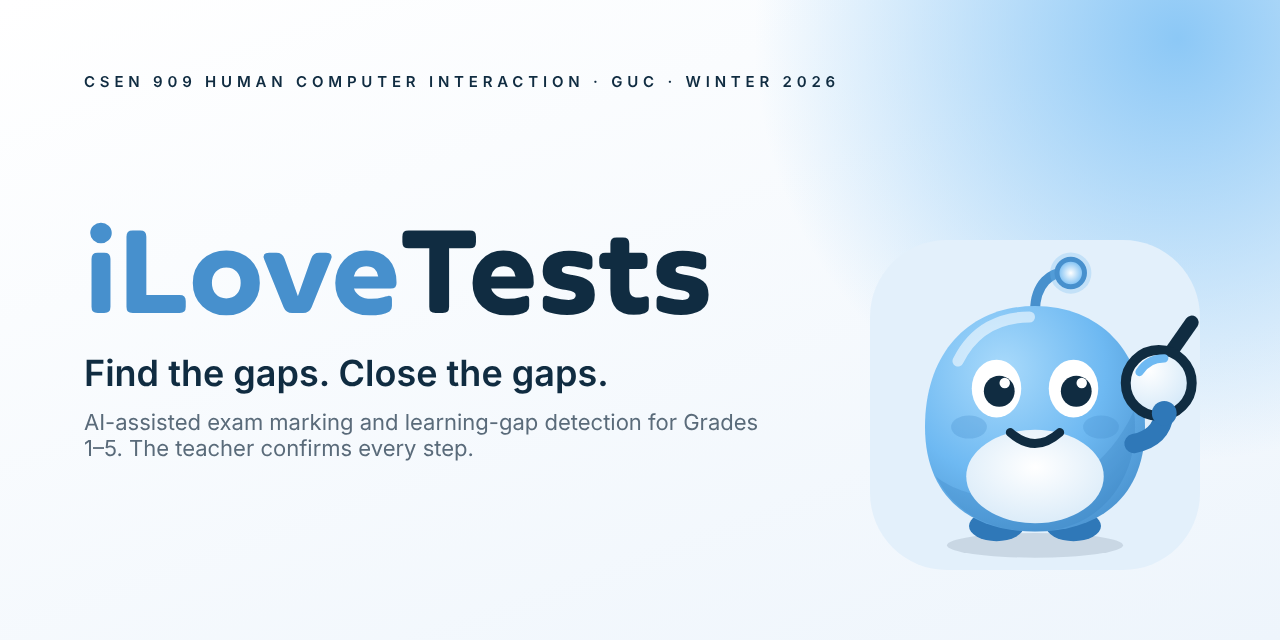 CSEN 909 HUMAN COMPUTER INTERACTION · GUC · WINTER 2026
iLoveTests
Find the gaps. Close the gaps.
AI-assisted exam marking and learning-gap detection for Grades
1–5. The teacher confirms every step.